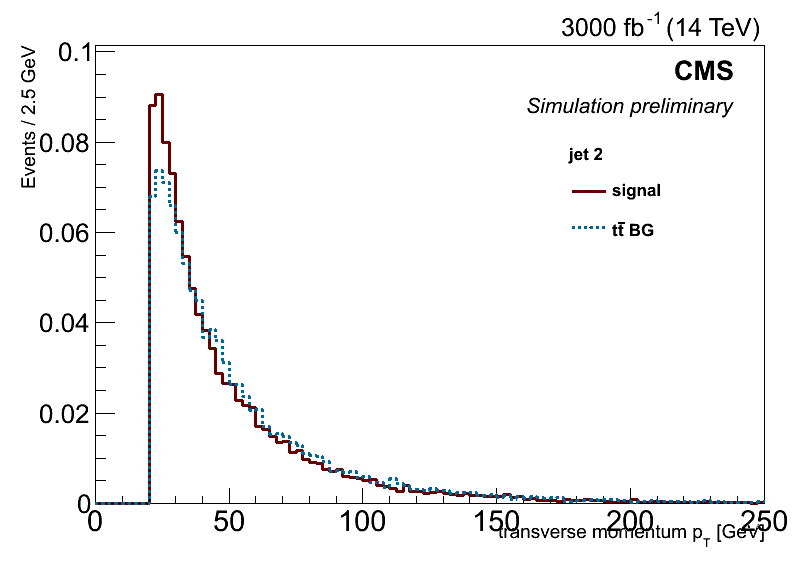 3000 fb⁻¹ (14 TeV)
CMS
Simulation preliminary
jet 2
signal
tt̅ BG
Events / 2.5 GeV
0.1
0.08
0.06
0.04
0.02
0
0 50 100 150 200 250
transverse momentum p_T [GeV]